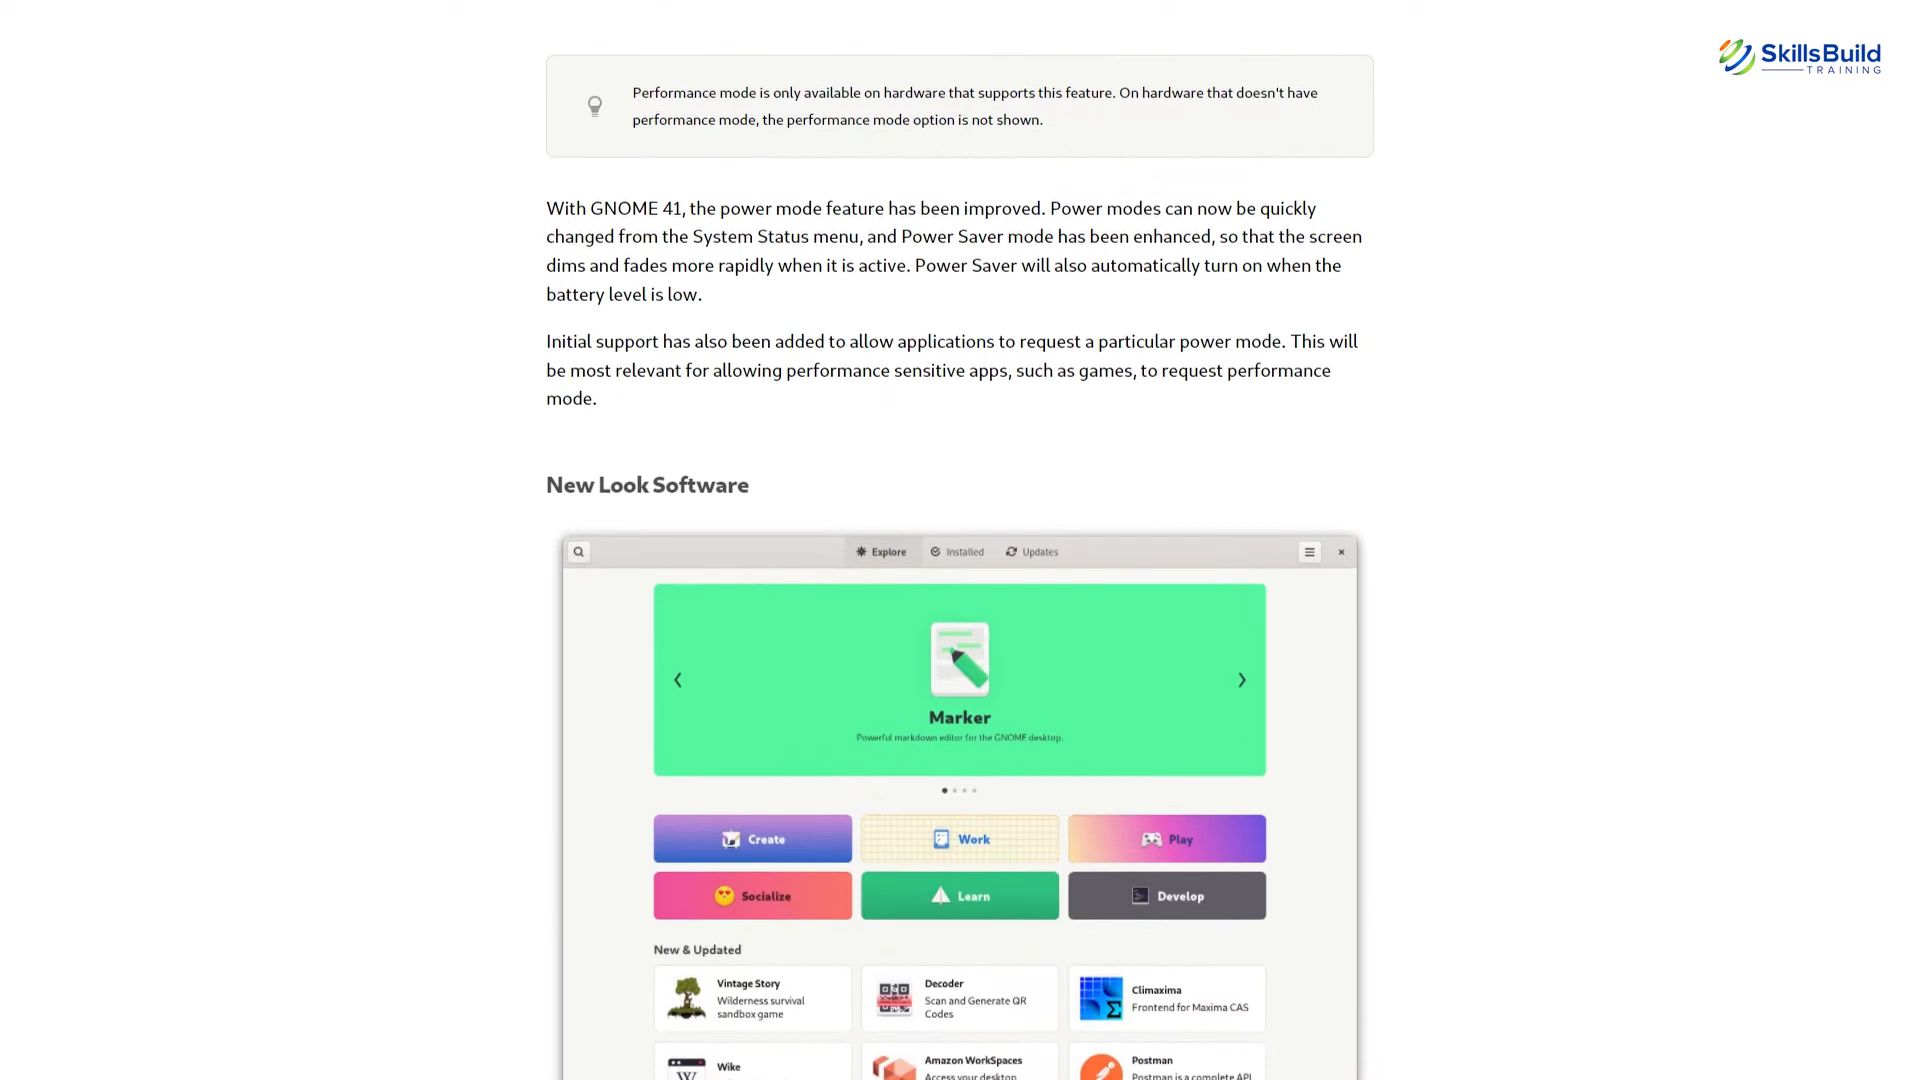 SkillsBuild
TRAINING
Performance mode is only available on hardware that supports this feature. On hardware that doesn't have
performance mode, the performance mode option is not shown.
With GNOME 41, the power mode feature has been improved. Power modes can now be quickly
changed from the System Status menu, and Power Saver mode has been enhanced, so that the screen
dims and fades more rapidly when it is active. Power Saver will also automatically turn on when the
battery level is low.
Initial support has also been added to allow applications to request a particular power mode. This will
be most relevant for allowing performance sensitive apps, such as games, to request performance
mode.
New Look Software
Explore Installed Updates
Marker
Powerful markdown editor for the GNOME desktop.
Create Work Play
Socialize Learn Develop
New & Updated
Vintage Story
Wilderness survival
sandbox game
Decoder
Scan and Generate QR
Codes
Climaxima
Frontend for Maxima CAS
Wike
W
Amazon WorkSpaces
Access your desktop
Postman
Postman is a complete API